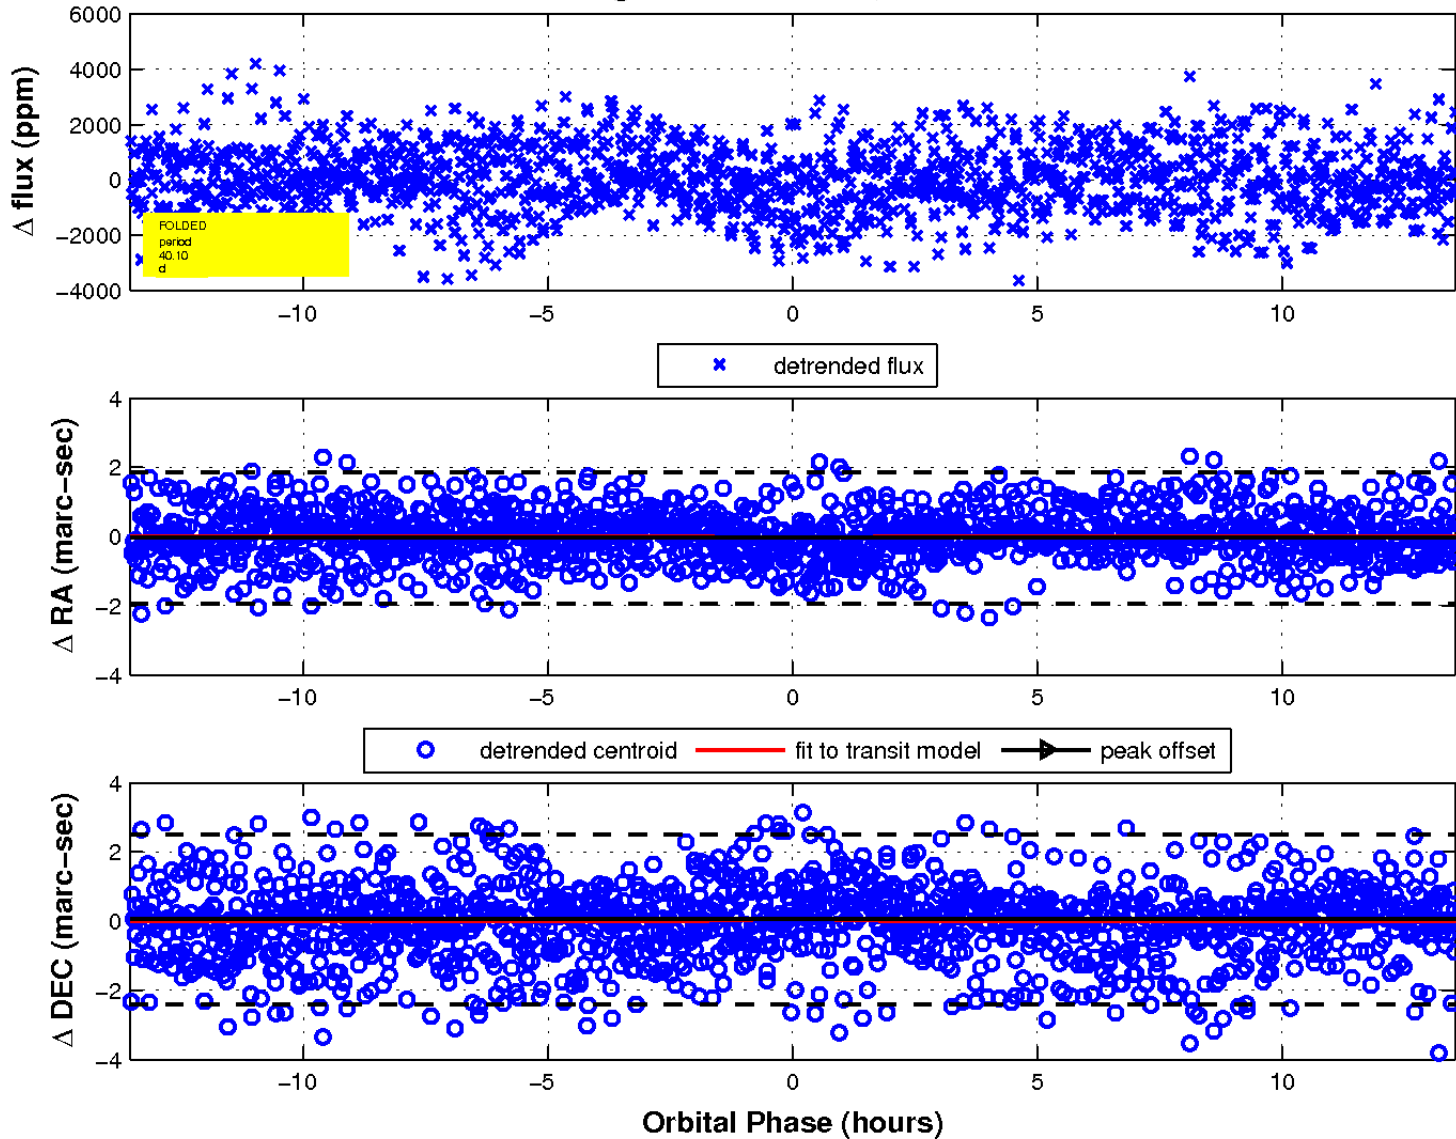 6000
4000
2000
0
−2000
−4000
Δ flux (ppm)
FOLDED
period
40.10
d
−10
−5
0
5
10
detrended flux
4
2
0
−2
−4
Δ RA (marc−sec)
−10
−5
0
5
10
detrended centroid
fit to transit model
peak offset
4
2
0
−2
−4
Δ DEC (marc−sec)
−10
−5
0
5
10
Orbital Phase (hours)